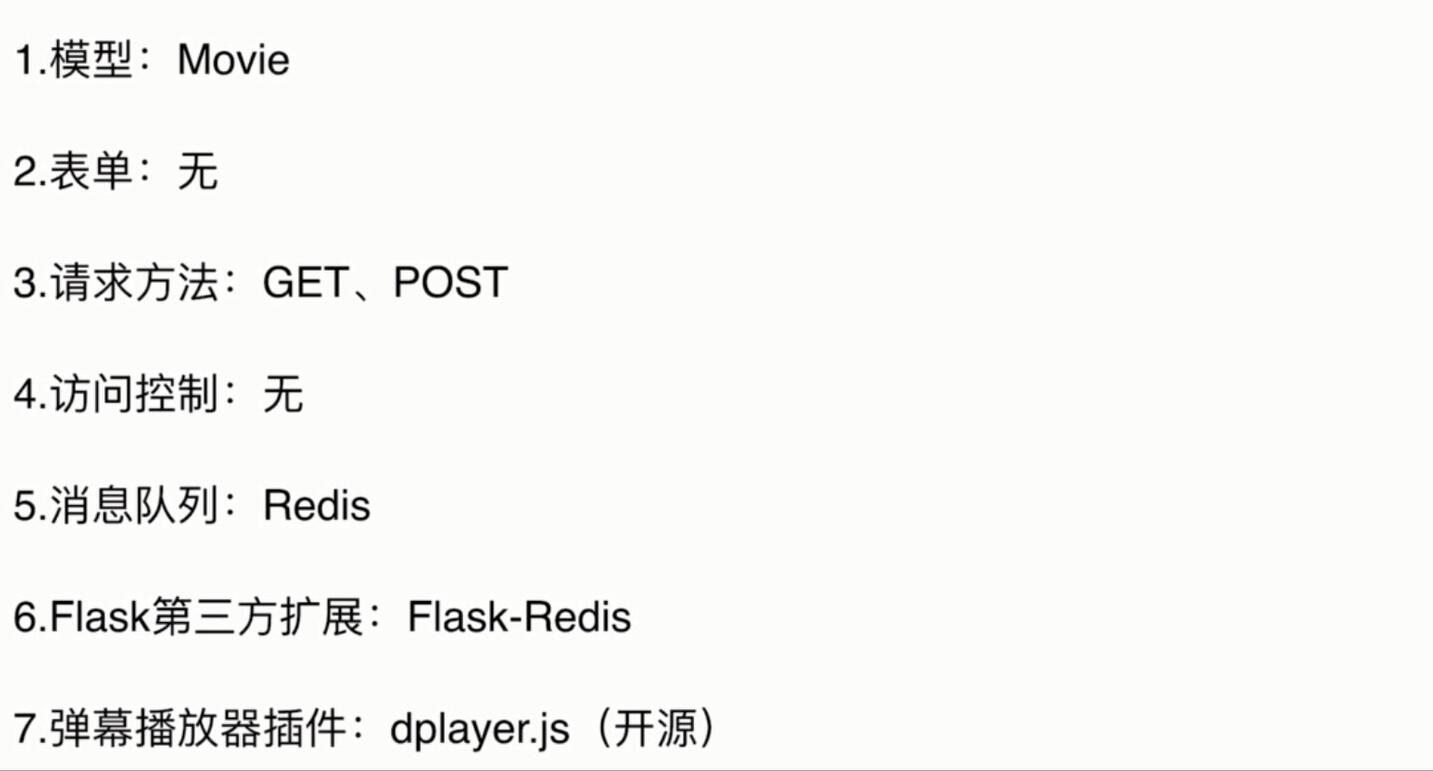 1.模型：Movie
2.表单：无
3.请求方法：GET、POST
4.访问控制：无
5.消息队列：Redis
6.Flask第三方扩展：Flask-Redis
7.弹幕播放器插件：dplayer.js（开源）